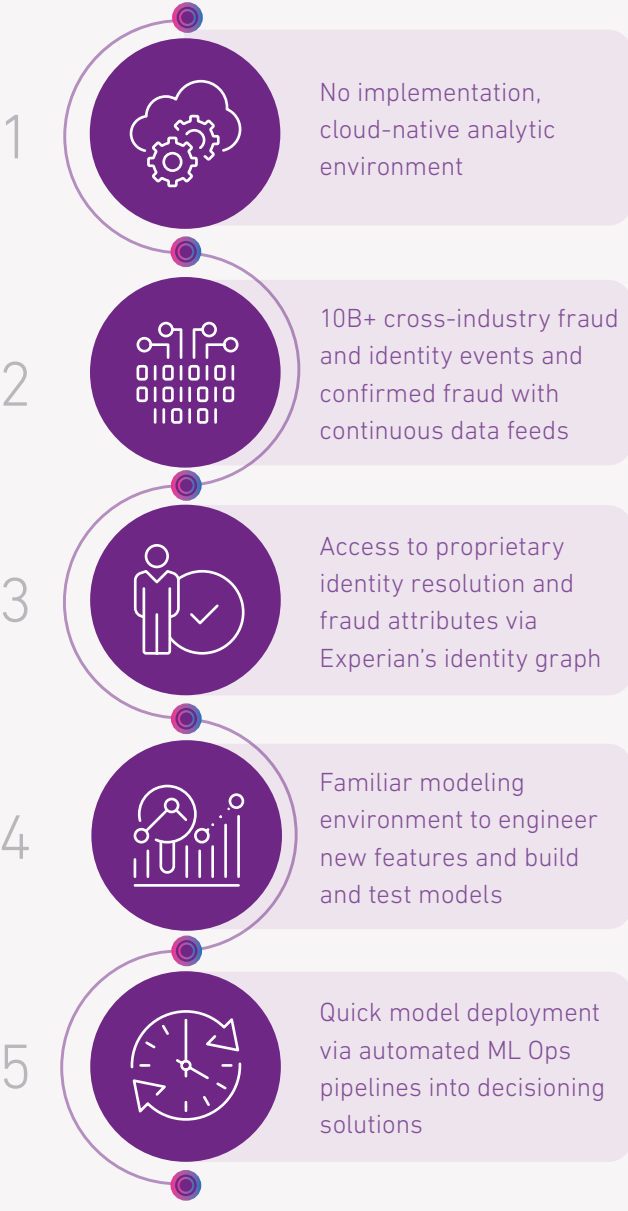 1
No implementation,
cloud-native analytic
environment
2
10B+ cross-industry fraud
and identity events and
confirmed fraud with
continuous data feeds
3
Access to proprietary
identity resolution and
fraud attributes via
Experian’s identity graph
4
Familiar modeling
environment to engineer
new features and build
and test models
5
Quick model deployment
via automated ML Ops
pipelines into decisioning
solutions